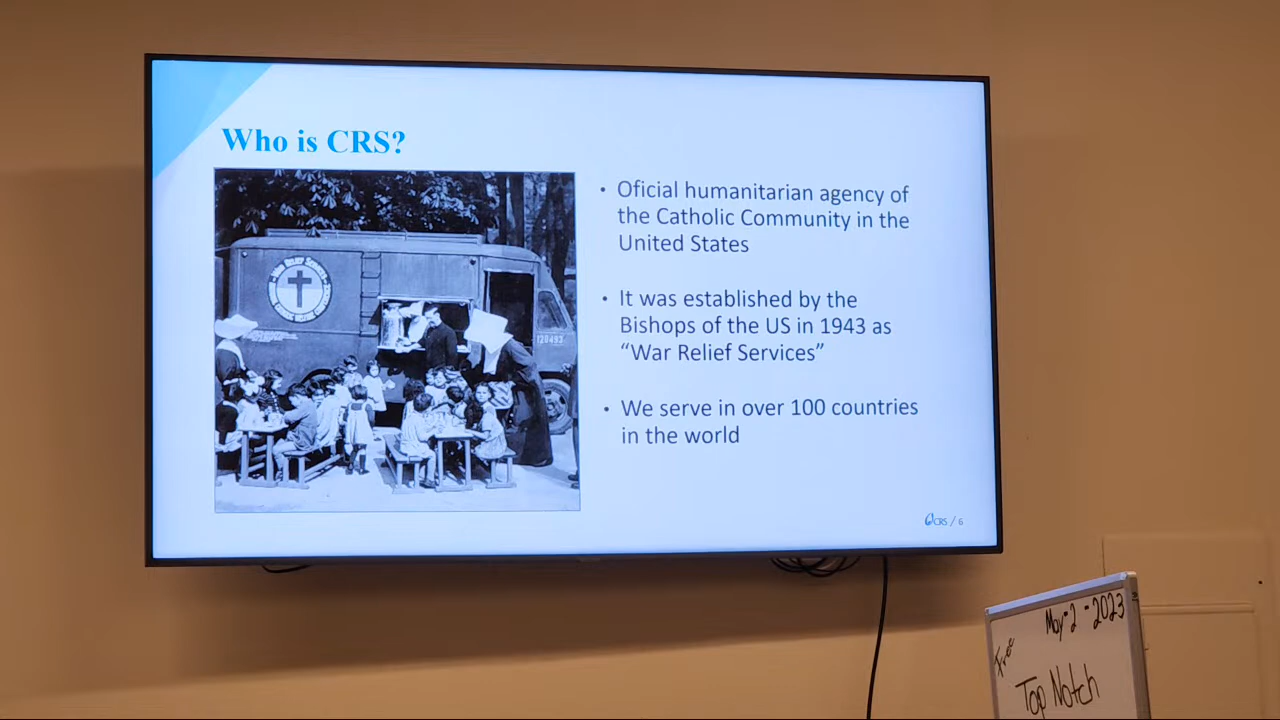 Who is CRS?
• Oficial humanitarian agency of
the Catholic Community in the
United States
• It was established by the
Bishops of the US in 1943 as
“War Relief Services”
• We serve in over 100 countries
in the world
128493
CRS / 6
May-2-2023
Free
Top Notch